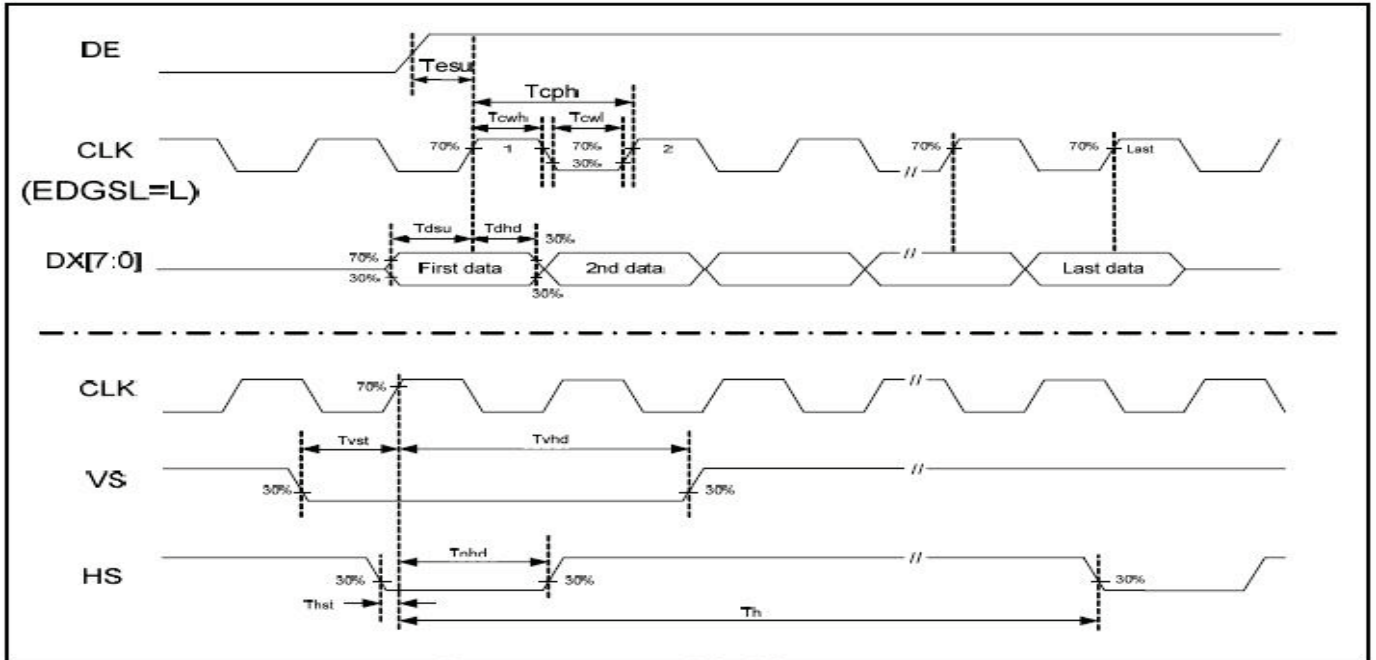 DE
Tesu
Tcph
Tcwh
Tcwl
CLK
70%
1
70%
30%
2
70%
70%
Last
(EDGSL=L)
//
Tdsu
Tdhd
30%
DX[7:0]
70%
30%
First data
2nd data
//
Last data
30%
CLK
70%
//
Tvst
Tvhd
VS
30%
30%
//
HS
30%
30%
//
30%
Thst
Th